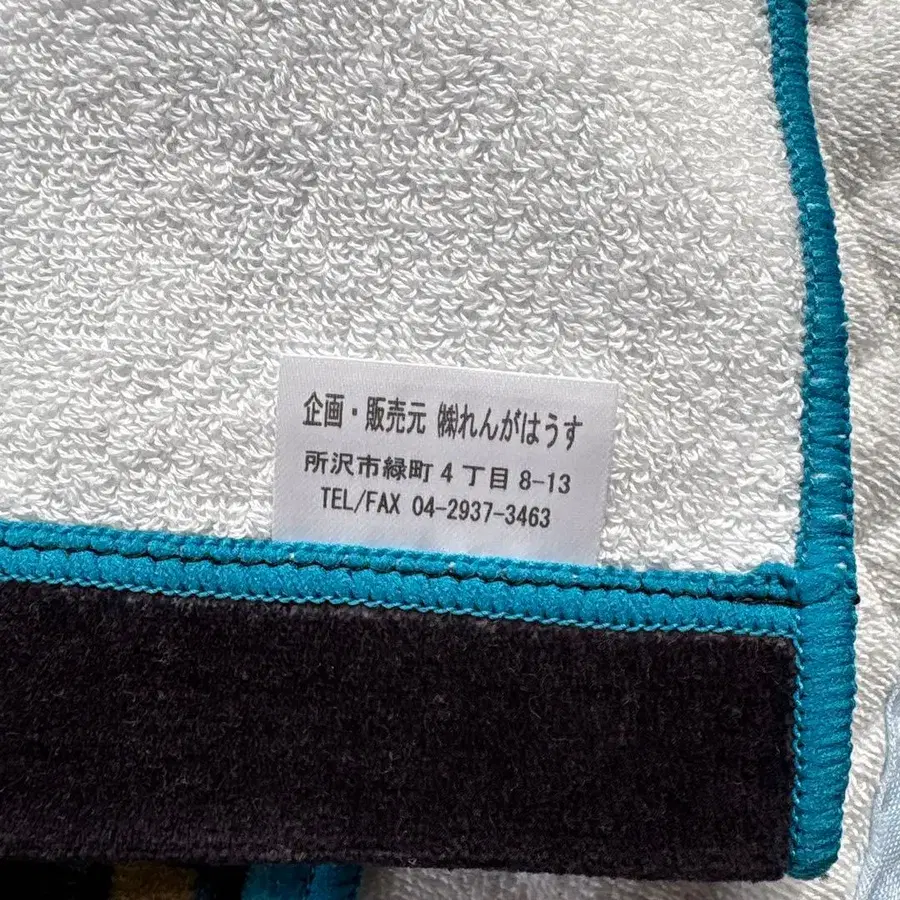 企画・販売元 ㈱れんがはうす
所沢市緑町4丁目8-13
TEL/FAX 04-2937-3463